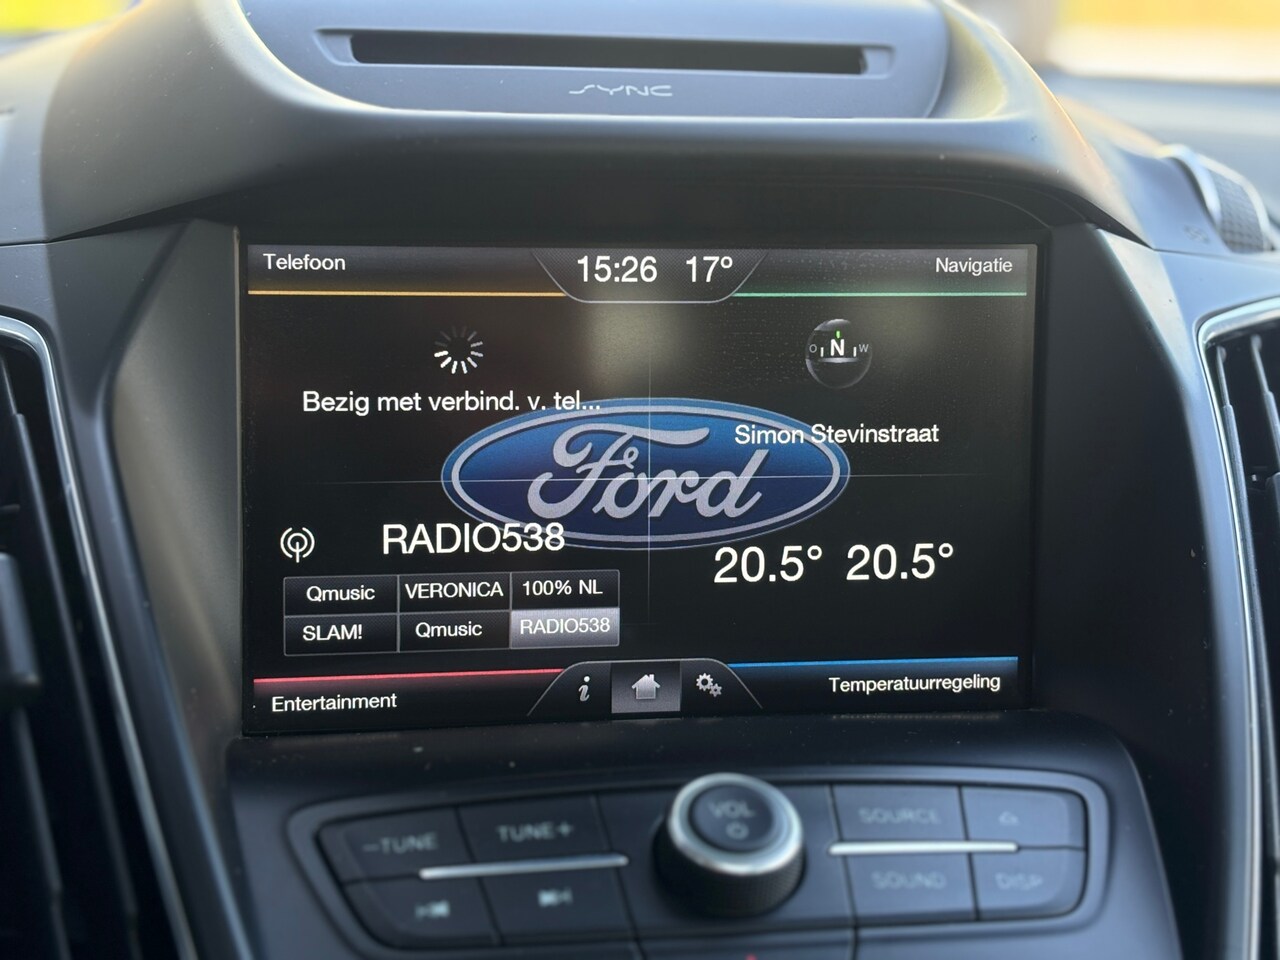 SYNC
Telefoon
15:26 17°
Navigatie
O N W
Bezig met verbind. v. tel...
Simon Stevinstraat
Ford
RADIO538
20.5° 20.5°
Qmusic VERONICA 100% NL
SLAM! Qmusic RADIO538
Entertainment
i
Temperatuurregeling
VOL
-TUNE TUNE+
SOURCE
SOUND DISP